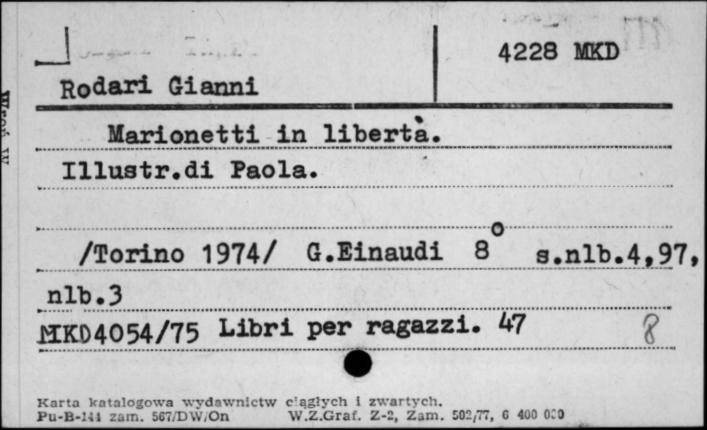 4228 MKD
Rodari Gianni
Marionetti in libertà.
Illustr.di Paola.
/Torino 1974/ G.Einaudi 8° s.nlb.4,97,
nlb.3
MKD4054/75 Libri per ragazzi. 47 8
Karta katalogowa wydawnictw ciągłych i zwartych.
Pu-B-144 zam. 567/DW/On W.Z.Graf. Z-2, Zam. 502/77, 6 400 000